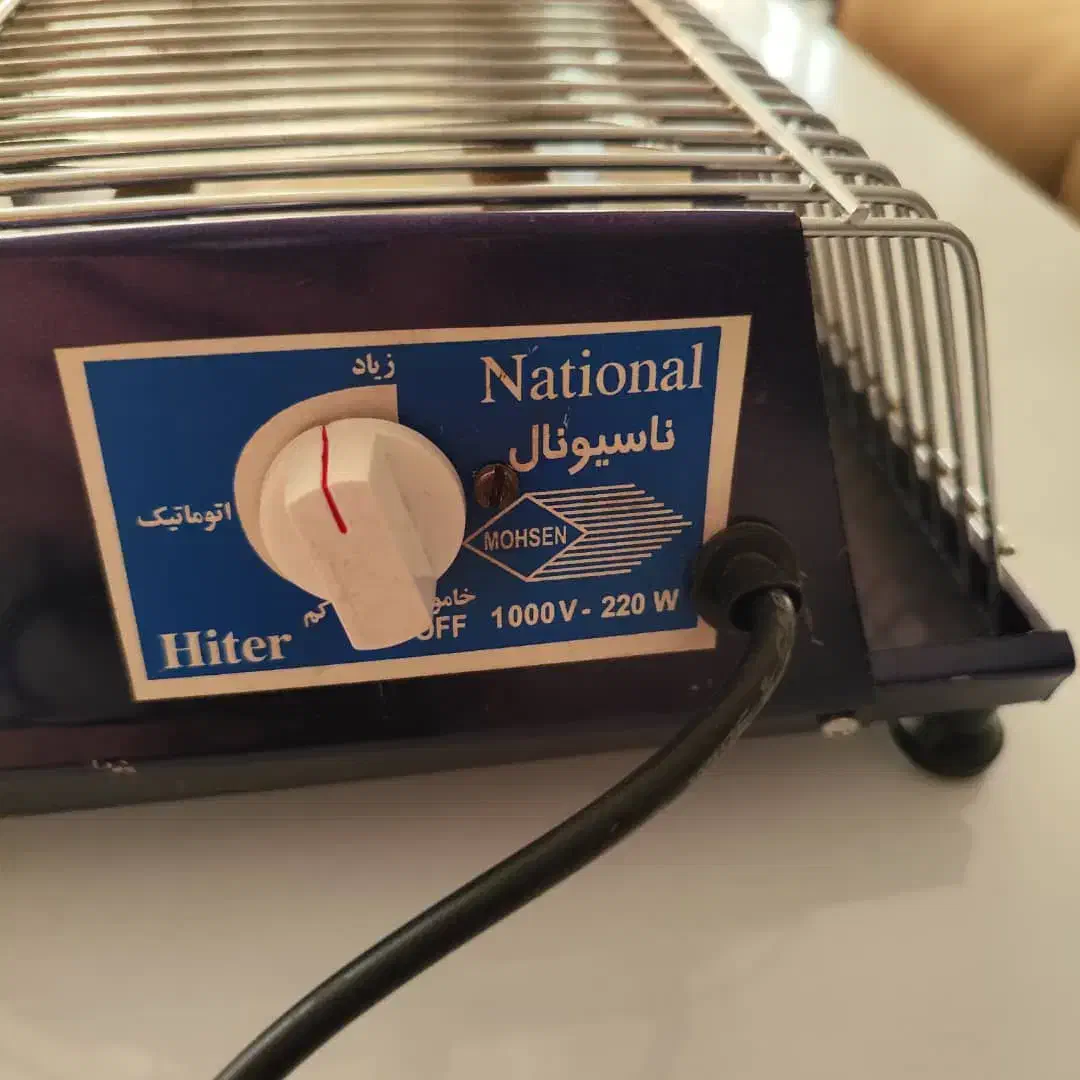 زیاد
National
ناسیونال
اتوماتیک
MOHSEN
کم
OFF
1000V - 220 W
Hiter